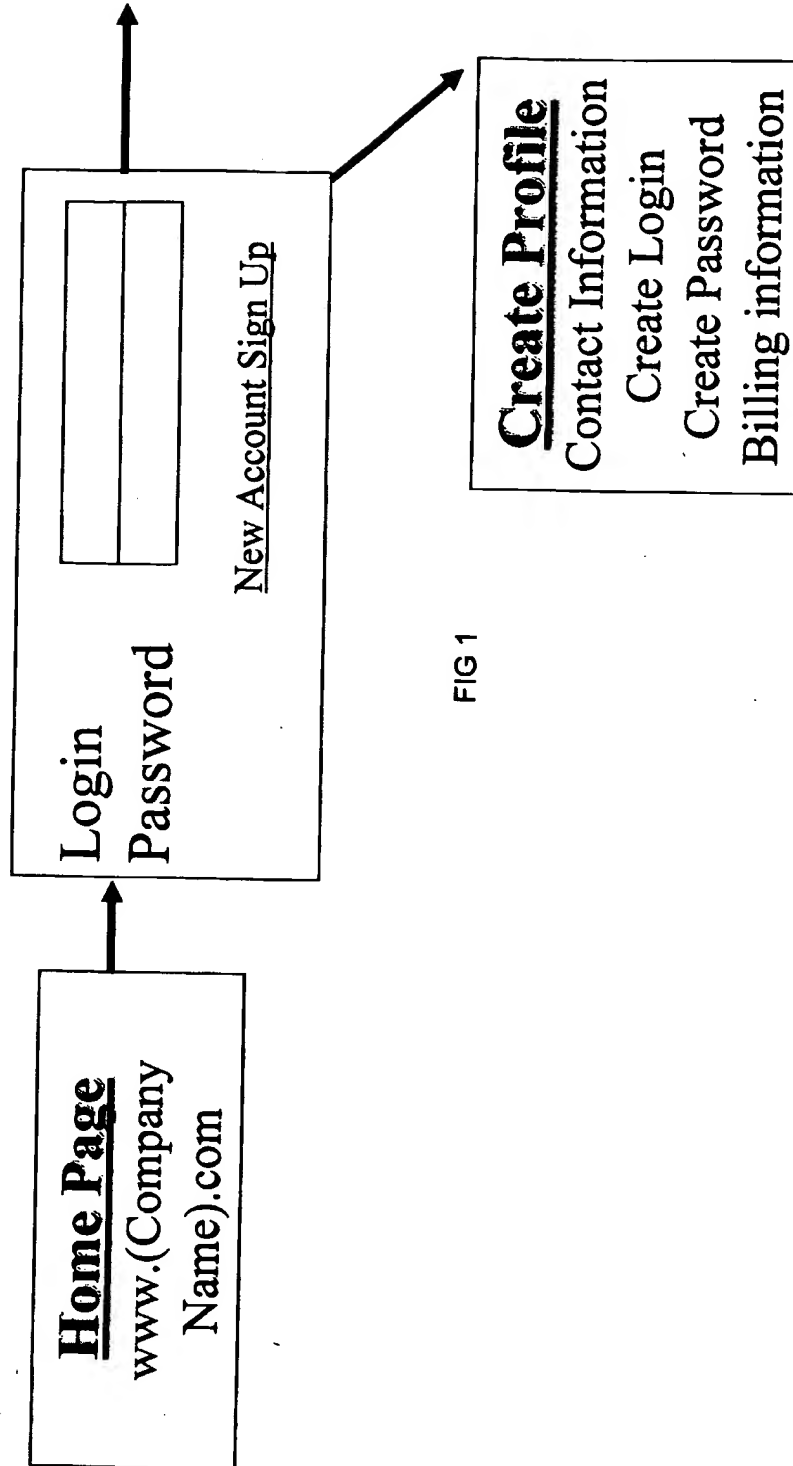 Home Page
www.(Company
Name).com
Login
Password
New Account Sign Up
Create Profile
Contact Information
Create Login
Create Password
Billing information
FIG 1